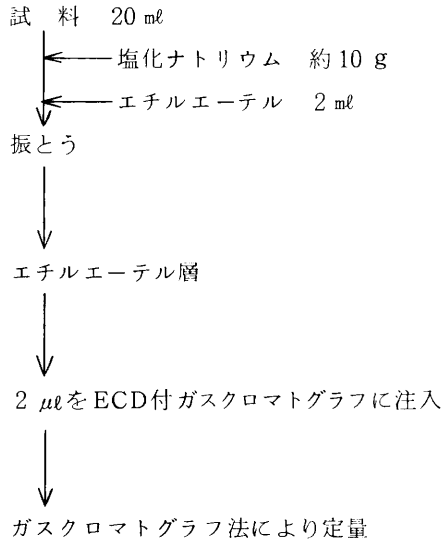 試 料 20 ㎖
塩化ナトリウム 約10 g
エチルエーテル 2 ㎖
振とう
エチルエーテル層
2 μℓをECD付ガスクロマトグラフに注入
ガスクロマトグラフ法により定量